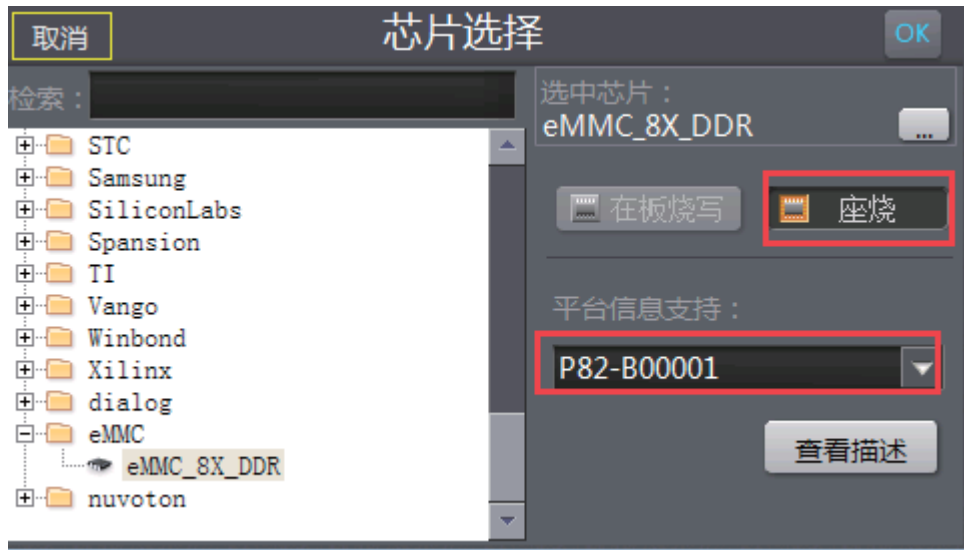 取消
芯片选择
OK
检索：
STC
Samsung
SiliconLabs
Spansion
TI
Vango
Winbond
Xilinx
dialog
eMMC
eMMC_8X_DDR
nuvoton
选中芯片：
eMMC_8X_DDR
...
在板烧写
座烧
平台信息支持：
P82-B00001
查看描述